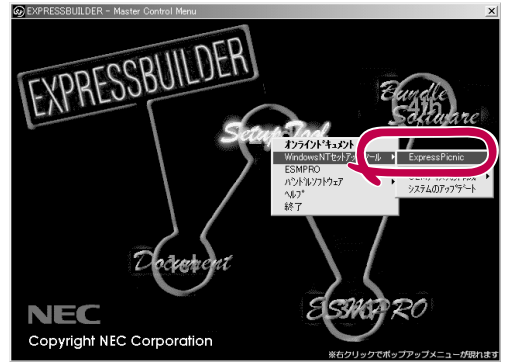 EXPRESSBUILDER - Master Control Menu
EXPRESSBUILDER
Bundle
4th
Software
Setup Tool
オンラインドキュメント
WindowsNTセットアップツール
ExpressPicnic
ESMPRO
バンドルソフトウェア
システムのアップデート
ヘルプ
終了
Document
1st
ESMPRO
NEC
Copyright NEC Corporation
※右クリックでポップアップメニューが現れます